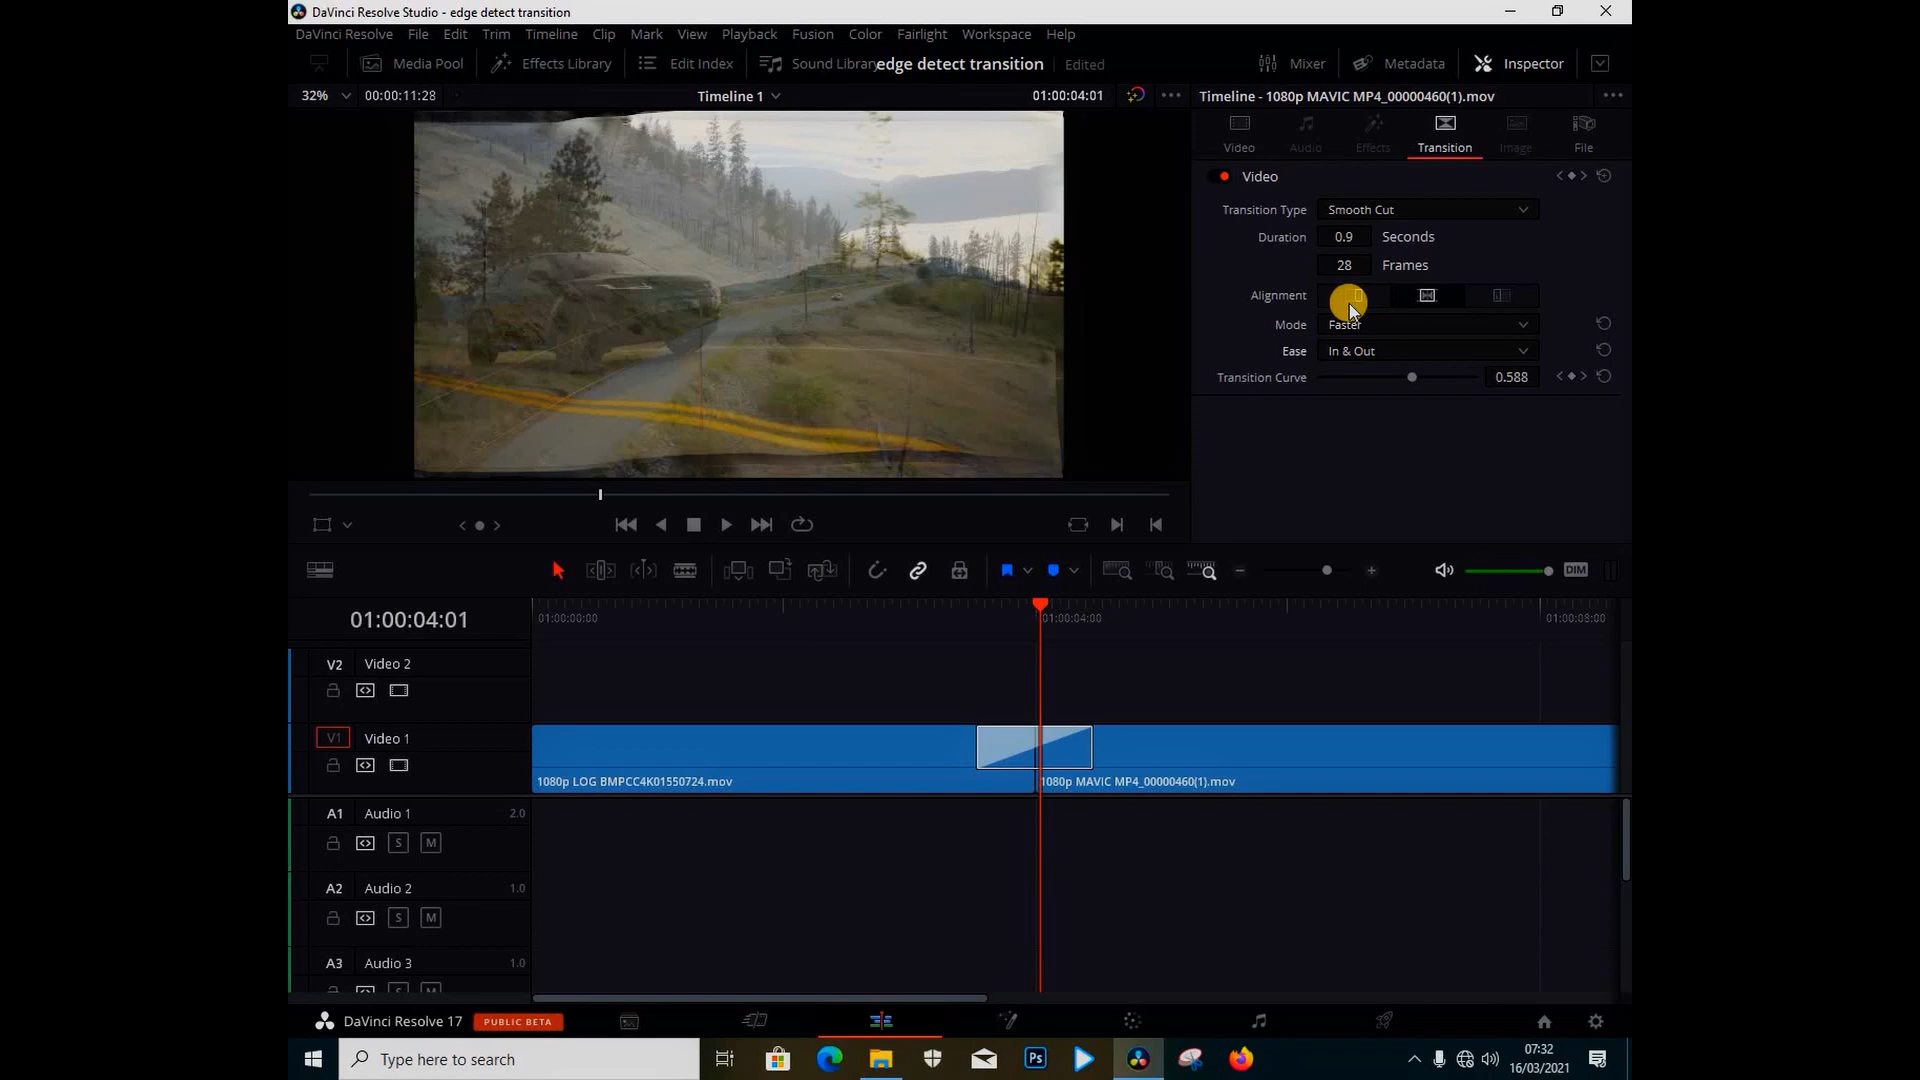 DaVinci Resolve Studio - edge detect transition
DaVinci Resolve File Edit Trim Timeline Clip Mark View Playback Fusion Color Fairlight Workspace Help
Media Pool Effects Library Edit Index Sound Library edge detect transition Edited Mixer Metadata Inspector
32% 00:00:11:28 Timeline 1 01:00:04:01 Timeline - 1080p MAVIC MP4_00000460(1).mov
Video Audio Effects Transition Image File
Video
Transition Type Smooth Cut
Duration 0.9 Seconds
28 Frames
Alignment
Mode Faster
Ease In & Out
Transition Curve 0.588
DIM
01:00:04:01 01:00:00:00 01:00:04:00 01:00:08:00
V2 Video 2
V1 Video 1
1080p LOG BMPCC4K01550724.mov 1080p MAVIC MP4_00000460(1).mov
A1 Audio 1 2.0
S M
A2 Audio 2 1.0
S M
A3 Audio 3 1.0
S M
DaVinci Resolve 17 PUBLIC BETA
Type here to search Ps 07:32
16/03/2021